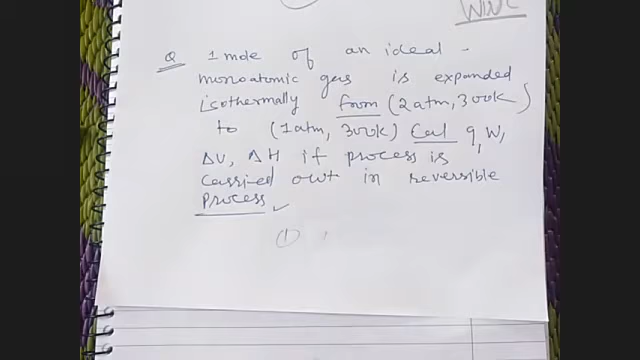 Q 1 mole of an ideal
monoatomic gas is expanded
isothermally from (2atm, 300k)
to (1atm, 300k) Cal q, W,
ΔU, ΔH if process is
carried out in reversible
process
①